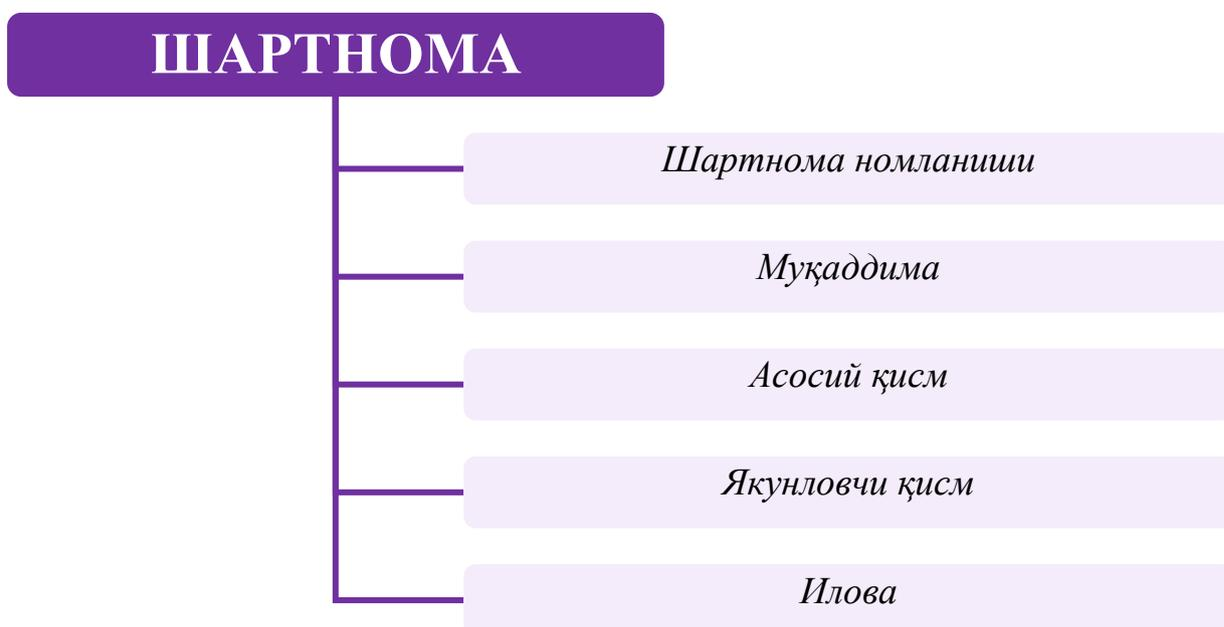 ШАРТНОМА
Шартнома номланиши
Муқаддима
Асосий қисм
Якунловчи қисм
Илова